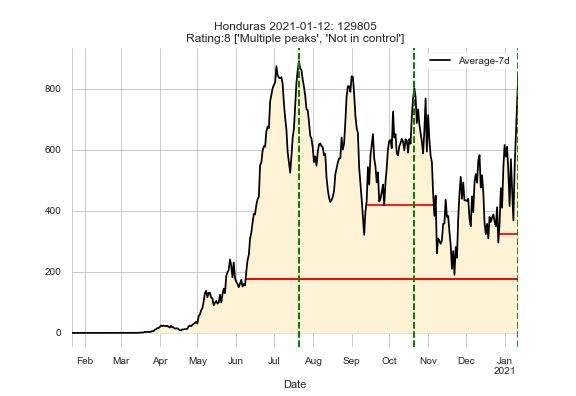 Honduras 2021-01-12: 129805
Rating:8 ['Multiple peaks', 'Not in control']
Average-7d
800
600
400
200
0
Feb Mar Apr May Jun Jul Aug Sep Oct Nov Dec Jan
2021
Date